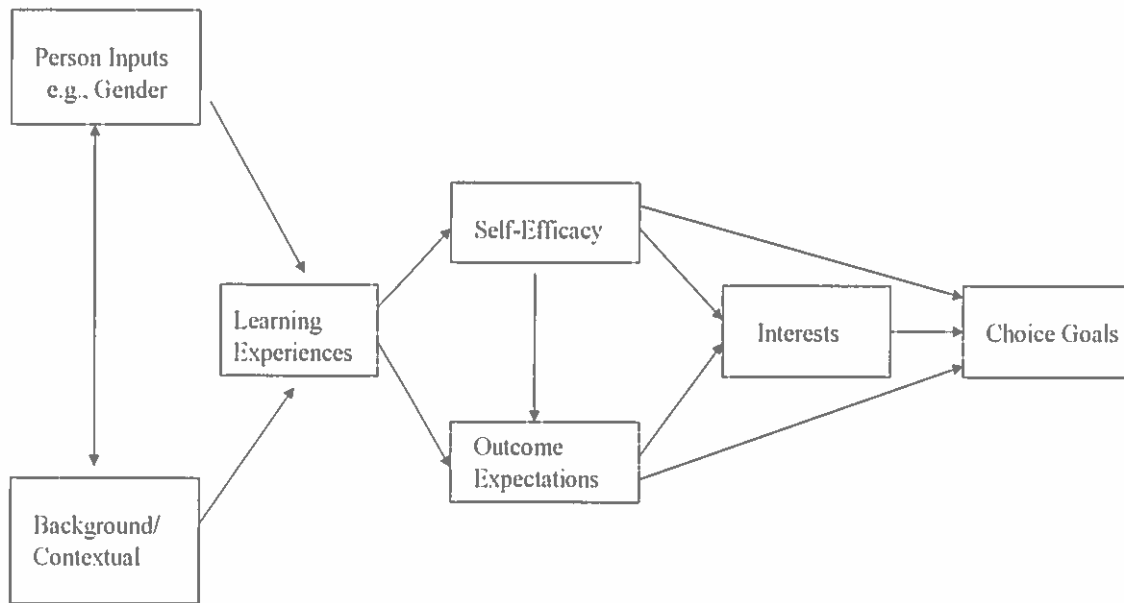 Person Inputs
e.g., Gender
Self-Efficacy
Learning
Experiences
Interests
Choice Goals
Outcome
Expectations
Background/
Contextual